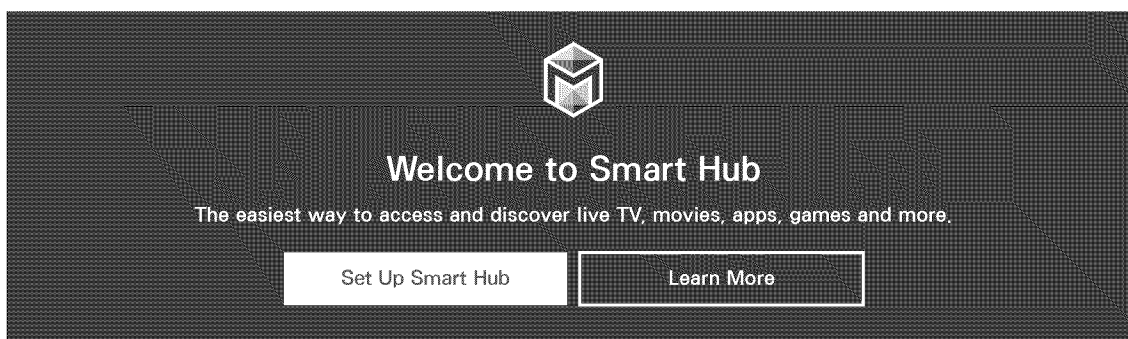 Welcome to Smart Hub
The easiest way to access and discover live TV, movies, apps, games and more.
Set Up Smart Hub
Learn More